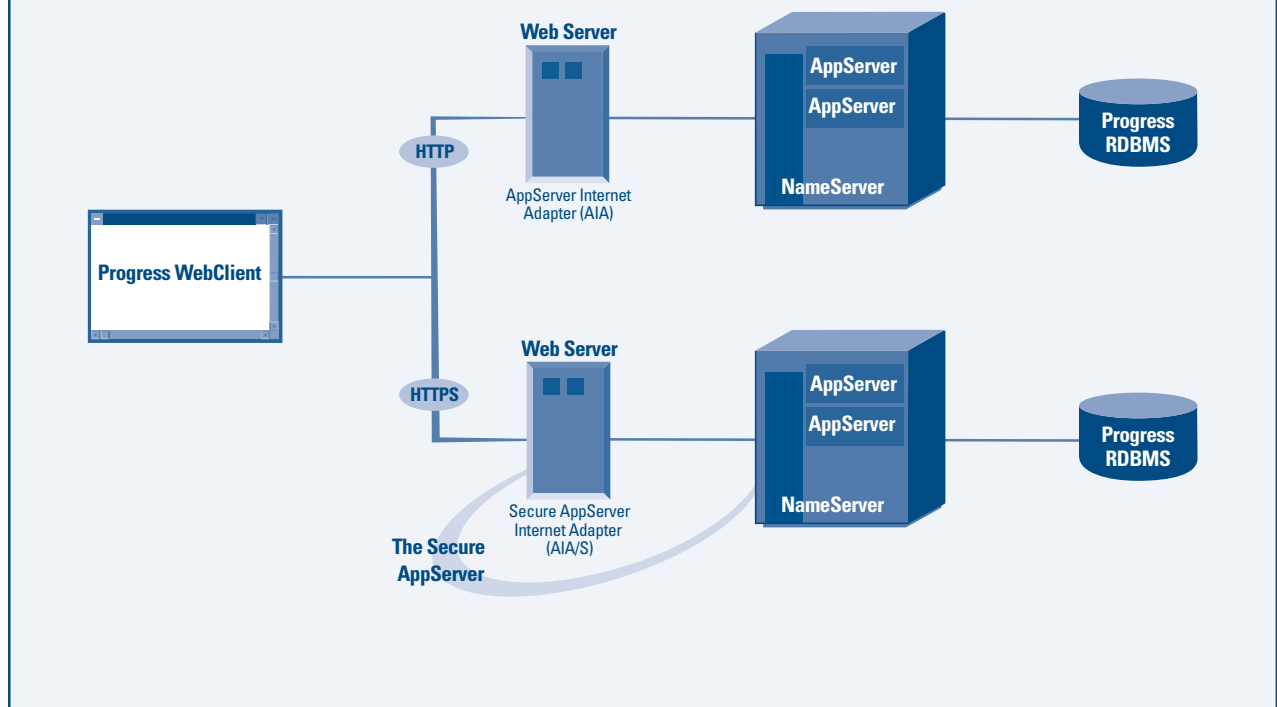 Web Server
AppServer
AppServer
NameServer
Progress
RDBMS
HTTP
AppServer Internet
Adapter (AIA)
Progress WebClient
Web Server
HTTPS
AppServer
AppServer
NameServer
Progress
RDBMS
Secure AppServer
Internet Adapter
(AIA/S)
The Secure
AppServer